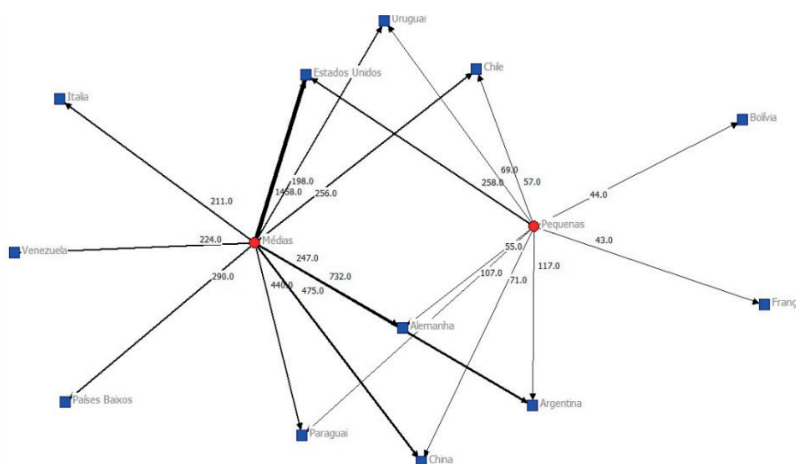 Uruguai
Estados Unidos
Chile
Italia
Bolívia
69.0
198.0
258.0
57.0
1458.0
256.0
44.0
211.0
Pequenas
Médias
224.0
43.0
55.0
Venezuela
247.0
117.0
290.0
732.0
107.0
71.0
440.0
475.0
Franç
Alemanha
Países Baixos
Argentina
Paraguai
China